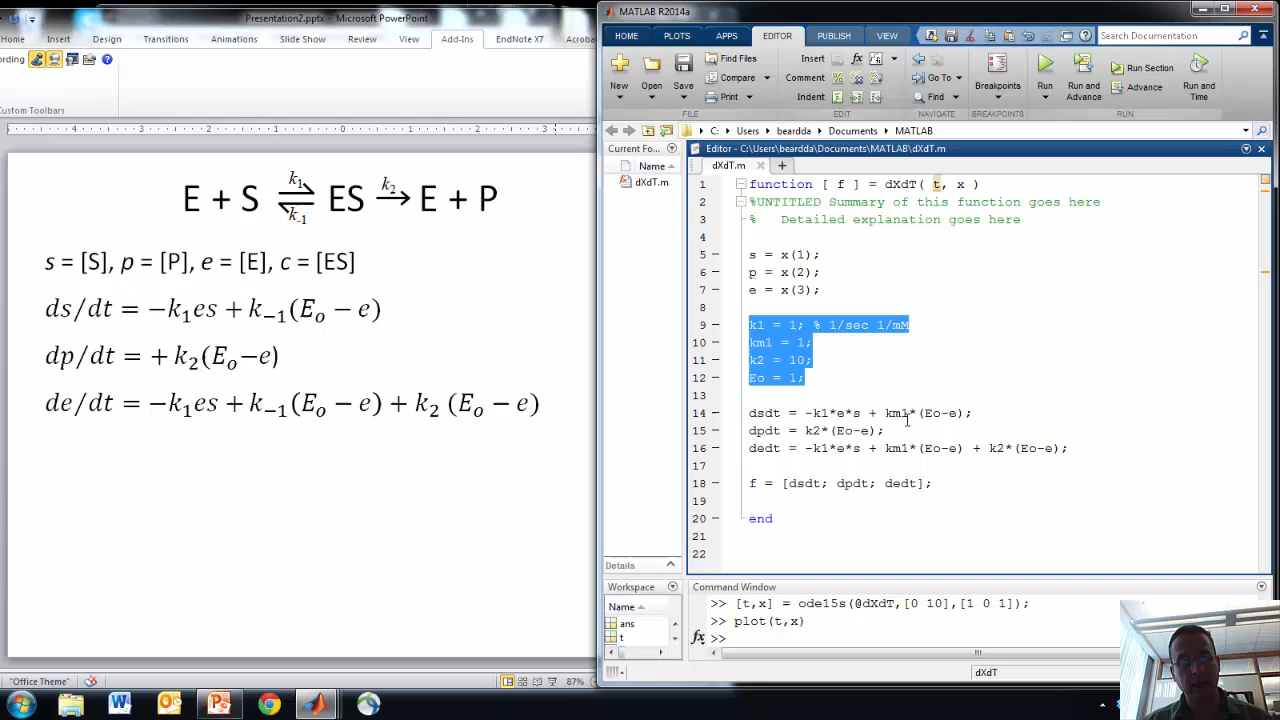 Presentation2.pptx - Microsoft PowerPoint
Home Insert Design Transitions Animations Slide Show Review View Add-Ins EndNote X7
Custom Toolbars
2 1 0 1 2
E + S ES E + P
k1
k-1
k2
s = [S], p = [P], e = [E], c = [ES]
ds/dt = −k₁es + k₋₁(Eₒ − e)
dp/dt = + k₂(Eₒ−e)
de/dt = −k₁es + k₋₁(Eₒ − e) + k₂ (Eₒ − e)
"Office Theme" 87%
MATLAB R2014a
HOME PLOTS APPS EDITOR PUBLISH VIEW Search Documentation
New Open Save Find Files Compare Print
Insert Comment Indent
Go To Find
Breakpoints
Run Run and Advance Run Section Advance Run and Time
FILE EDIT NAVIGATE BREAKPOINTS RUN
C: Users beardda Documents MATLAB
Current Fo...
Name
dXdT.m
Details
Workspace
Name
ans
t
Editor - C:\Users\beardda\Documents\MATLAB\dXdT.m
dXdT.m
1 function [ f ] = dXdT( t, x )
2 %UNTITLED Summary of this function goes here
3 % Detailed explanation goes here
4
5 s = x(1);
6 p = x(2);
7 e = x(3);
8
9 k1 = 1; % 1/sec 1/mM
10 km1 = 1;
11 k2 = 10;
12 Eo = 1;
13
14 dsdt = -k1*e*s + km1*(Eo-e);
15 dpdt = k2*(Eo-e);
16 dedt = -k1*e*s + km1*(Eo-e) + k2*(Eo-e);
17
18 f = [dsdt; dpdt; dedt];
19
20 end
21
22
Command Window
>> [t,x] = ode15s(@dXdT,[0 10],[1 0 1]);
>> plot(t,x)
fx >>
dXdT